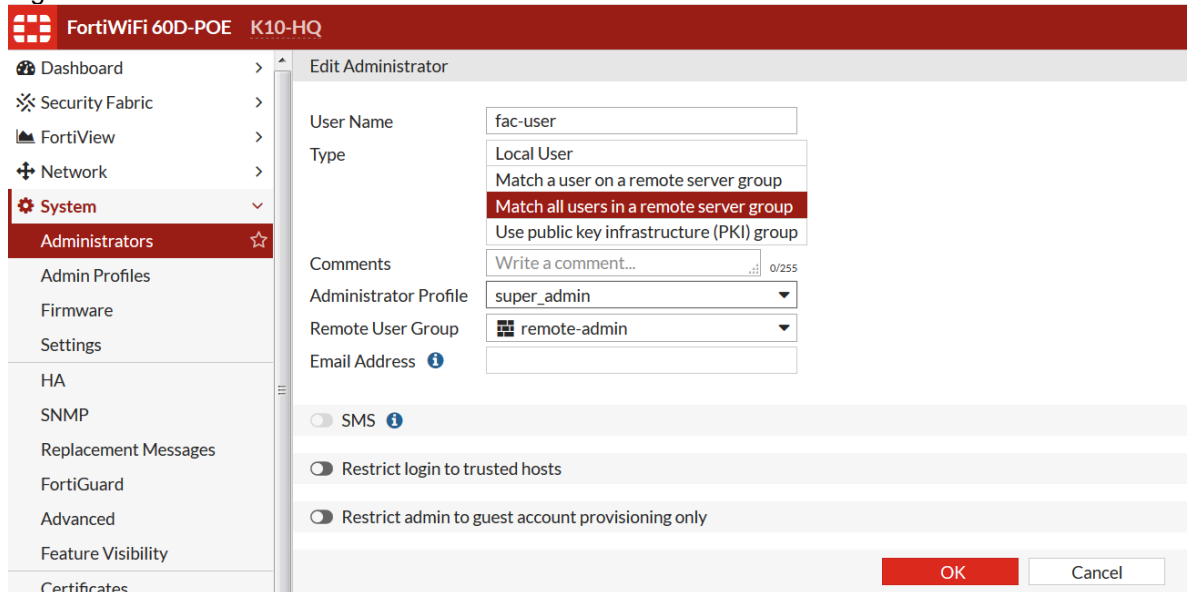 FortiWiFi 60D-POE K10-HQ
Dashboard
Security Fabric
FortiView
Network
System
Administrators
Admin Profiles
Firmware
Settings
HA
SNMP
Replacement Messages
FortiGuard
Advanced
Feature Visibility
Certificates
Edit Administrator
User Name fac-user
Type Local User
Match a user on a remote server group
Match all users in a remote server group
Use public key infrastructure (PKI) group
Comments Write a comment... 0/255
Administrator Profile super_admin
Remote User Group remote-admin
Email Address
SMS
Restrict login to trusted hosts
Restrict admin to guest account provisioning only
OK Cancel